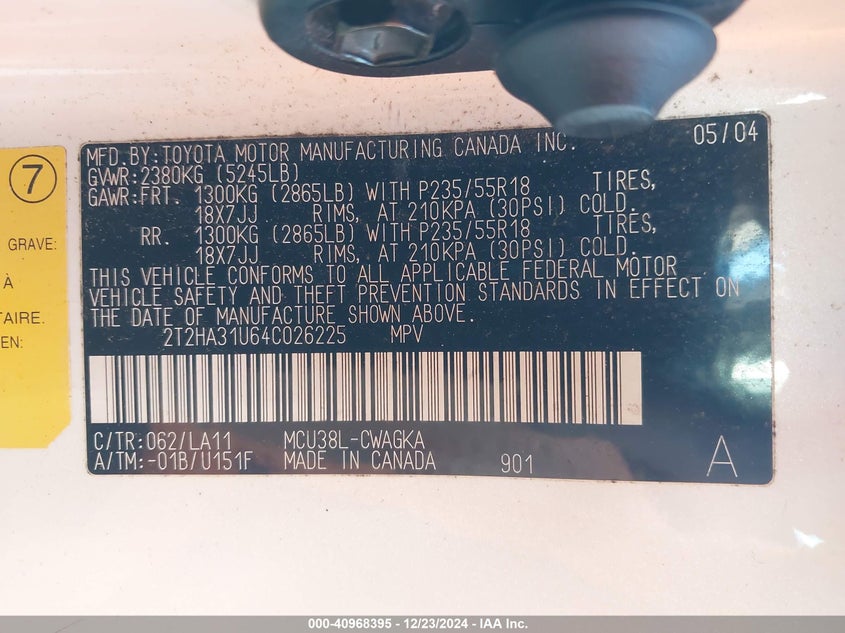 MFD.BY:TOYOTA MOTOR MANUFACTURING CANADA INC. 05/04
GVWR:2380KG (5245LB)
GAWR:FRT. 1300KG (2865LB) WITH P235/55R18 TIRES,
18X7JJ RIMS, AT 210KPA (30PSI) COLD.
RR. 1300KG (2865LB) WITH P235/55R18 TIRES,
18X7JJ RIMS, AT 210KPA (30PSI) COLD.
THIS VEHICLE CONFORMS TO ALL APPLICABLE FEDERAL MOTOR
VEHICLE SAFETY AND THEFT PREVENTION STANDARDS IN EFFECT ON
THE DATE OF MANUFACTURE SHOWN ABOVE.
2T2HA31U64C026225 MPV
C/TR:062/LA11 MCU38L-CWAGKA
A/TM:-01B/U151F MADE IN CANADA 901 A
7
GRAVE:
À
TAIRE.
EN:
000-40968395 - 12/23/2024 - IAA Inc.